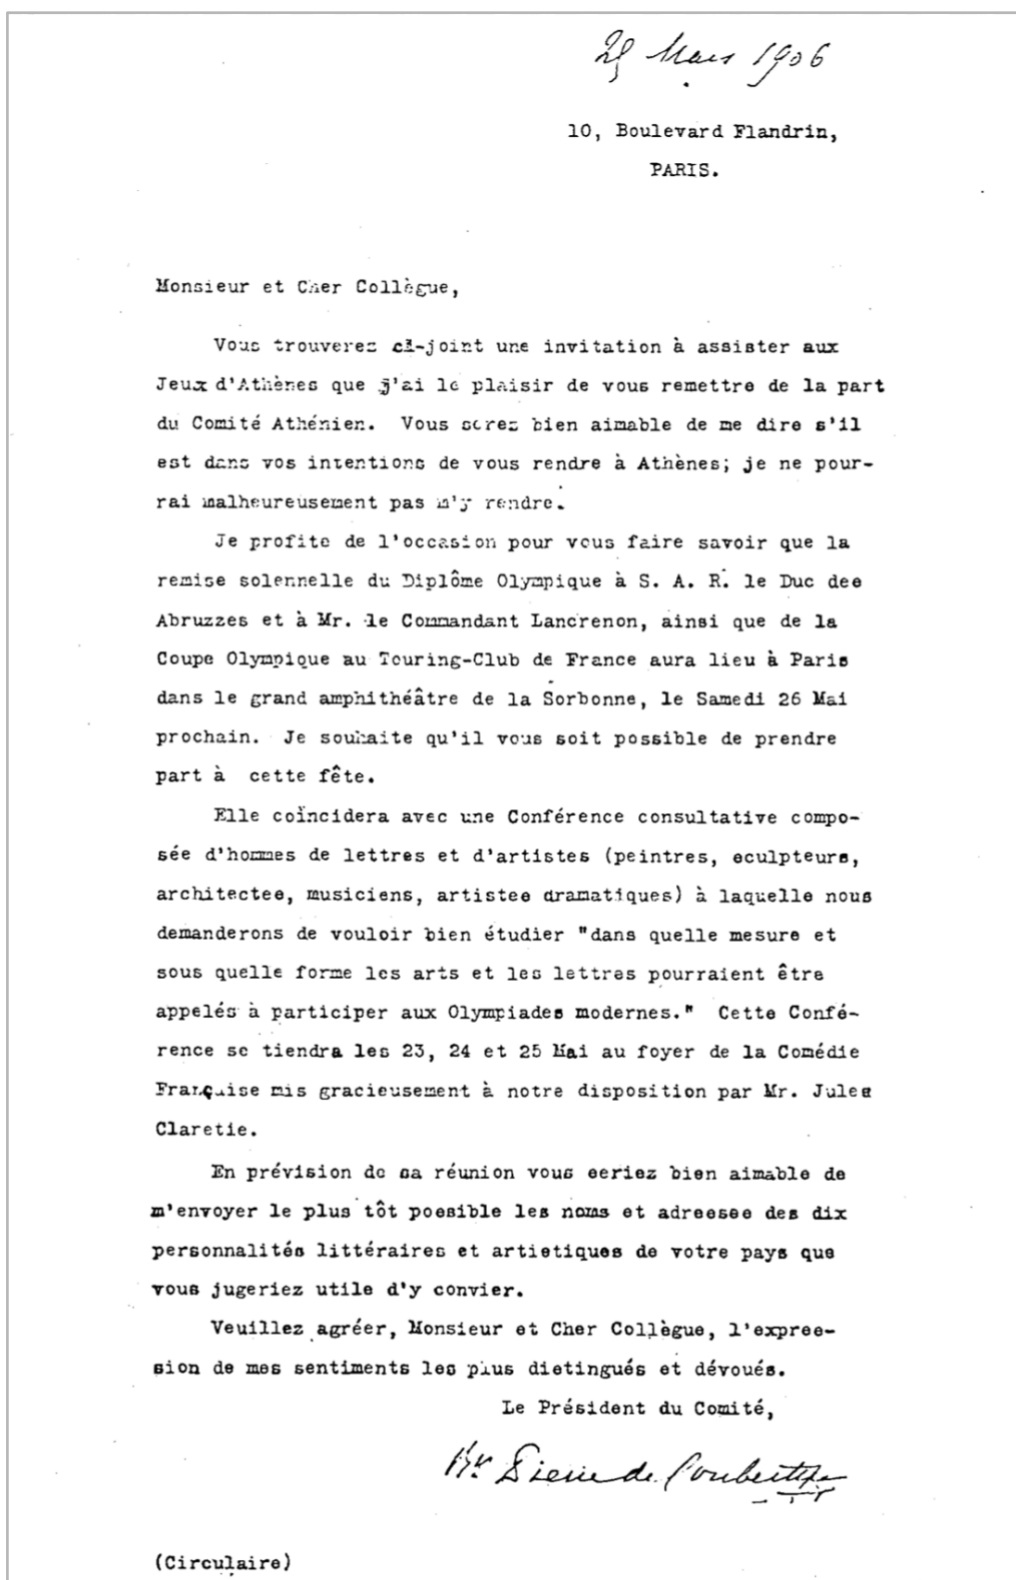 Mars 1906
10, Boulevard Flandrin,
PARIS.
Monsieur et Cher Collègue,
Vous trouverez ci-joint une invitation à assister aux
Jeux d'Athènes que j'ai le plaisir de vous remettre de la part
du Comité Athénien. Vous serez bien aimable de me dire s'il
est dans vos intentions de vous rendre à Athènes; je ne pour-
rai malheureusement pas m'y rendre.
Je profite de l'occasion pour vous faire savoir que la
remise solennelle du Diplôme Olympique à S. A. R. le Duc des
Abruzzes et à Mr. le Commandant Lancrenon, ainsi que de la
Coupe Olympique au Touring-Club de France aura lieu à Paris
dans le grand amphithéâtre de la Sorbonne, le Samedi 26 Mai
prochain. Je souhaite qu'il vous soit possible de prendre
part à cette fête.
Elle coïncidera avec une Conférence consultative compo-
sée d'hommes de lettres et d'artistes (peintres, sculpteurs,
architectes, musiciens, artistes dramatiques) à laquelle nous
demanderons de vouloir bien étudier "dans quelle mesure et
sous quelle forme les arts et les lettres pourraient être
appelés à participer aux Olympiades modernes." Cette Confé-
rence se tiendra les 23, 24 et 25 Mai au foyer de la Comédie
Française mis gracieusement à notre disposition par Mr. Jules
Claretie.
En prévision de sa réunion vous seriez bien aimable de
m'envoyer le plus tôt possible les noms et adresses des dix
personnalités littéraires et artistiques de votre pays que
vous jugeriez utile d'y convier.
Veuillez agréer, Monsieur et Cher Collègue, l'expres-
sion de mes sentiments les plus distingués et dévoués.
Le Président du Comité,
Pierre de Coubertin
(Circulaire)